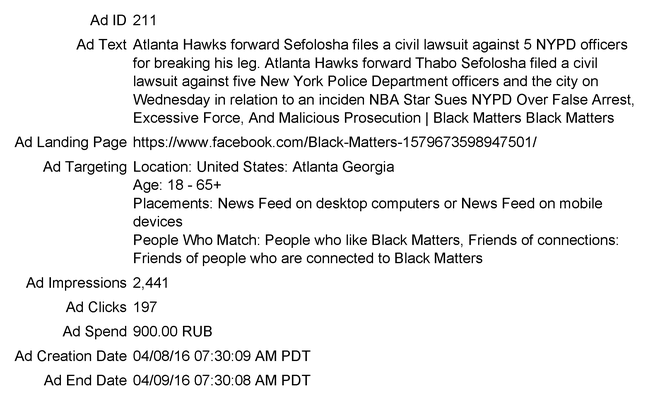 Ad ID 211
Ad Text Atlanta Hawks forward Sefolosha files a civil lawsuit against 5 NYPD officers
for breaking his leg. Atlanta Hawks forward Thabo Sefolosha filed a civil
lawsuit against five New York Police Department officers and the city on
Wednesday in relation to an inciden NBA Star Sues NYPD Over False Arrest,
Excessive Force, And Malicious Prosecution | Black Matters Black Matters
Ad Landing Page https://www.facebook.com/Black-Matters-1579673598947501/
Ad Targeting Location: United States: Atlanta Georgia
Age: 18 - 65+
Placements: News Feed on desktop computers or News Feed on mobile
devices
People Who Match: People who like Black Matters, Friends of connections:
Friends of people who are connected to Black Matters
Ad Impressions 2,441
Ad Clicks 197
Ad Spend 900.00 RUB
Ad Creation Date 04/08/16 07:30:09 AM PDT
Ad End Date 04/09/16 07:30:08 AM PDT